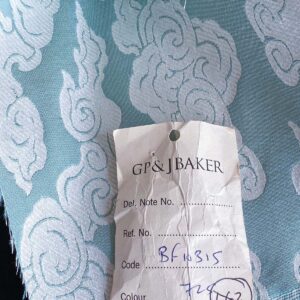 GP & J BAKER
Del. Note No.
Ref. No.
Code BF10315
Colour